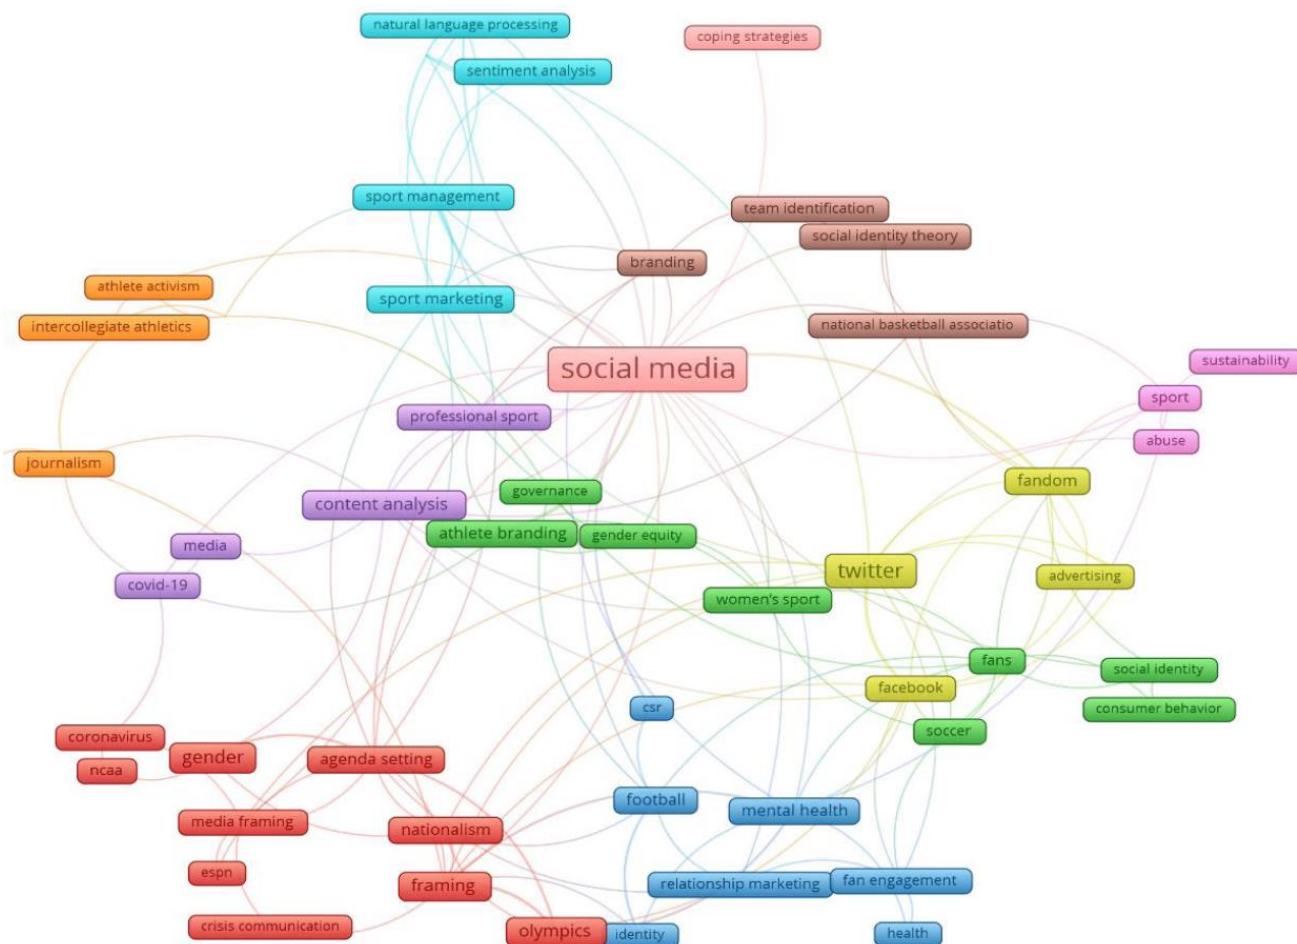 natural language processing
coping strategies
sentiment analysis
sport management
team identification
social identity theory
branding
athlete activism
sport marketing
intercollegiate athletics
national basketball associatio
sustainability
social media
sport
professional sport
abuse
journalism
fandom
governance
content analysis
athlete branding
gender equity
media
twitter
advertising
covid-19
women's sport
fans
social identity
facebook
csr
consumer behavior
soccer
coronavirus
gender
agenda setting
ncaa
football
mental health
media framing
nationalism
espn
framing
relationship marketing
fan engagement
crisis communication
olympics
identity
health